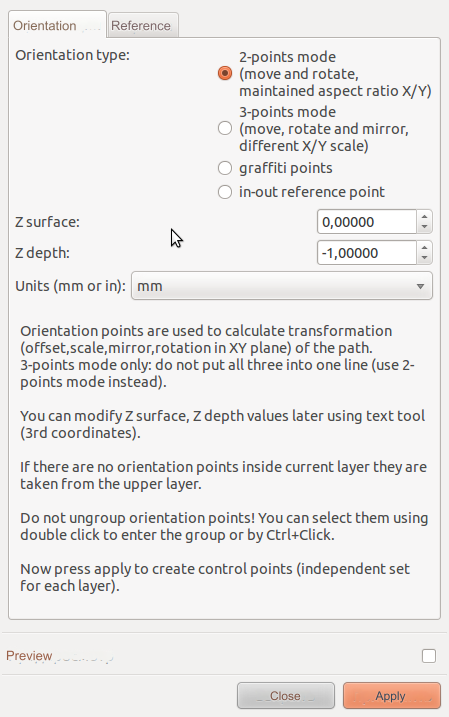 Orientation Reference
Orientation type:
2-points mode
(move and rotate,
maintained aspect ratio X/Y)
3-points mode
(move, rotate and mirror,
different X/Y scale)
graffiti points
in-out reference point
Z surface: 0,00000
Z depth: -1,00000
Units (mm or in): mm
Orientation points are used to calculate transformation
(offset,scale,mirror,rotation in XY plane) of the path.
3-points mode only: do not put all three into one line (use 2-
points mode instead).
You can modify Z surface, Z depth values later using text tool
(3rd coordinates).
If there are no orientation points inside current layer they are
taken from the upper layer.
Do not ungroup orientation points! You can select them using
double click to enter the group or by Ctrl+Click.
Now press apply to create control points (independent set
for each layer).
Preview
Close Apply